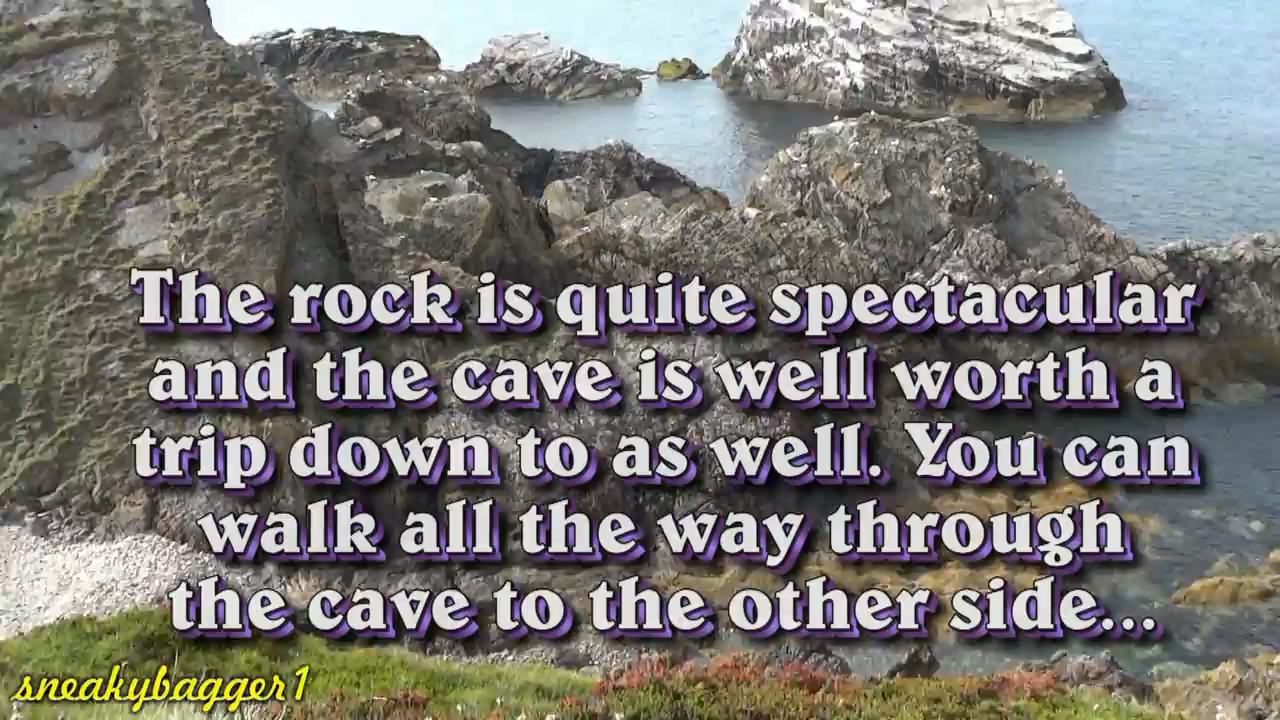 The rock is quite spectacular
and the cave is well worth a
trip down to as well. You can
walk all the way through
the cave to the other side...
sneakybagger1